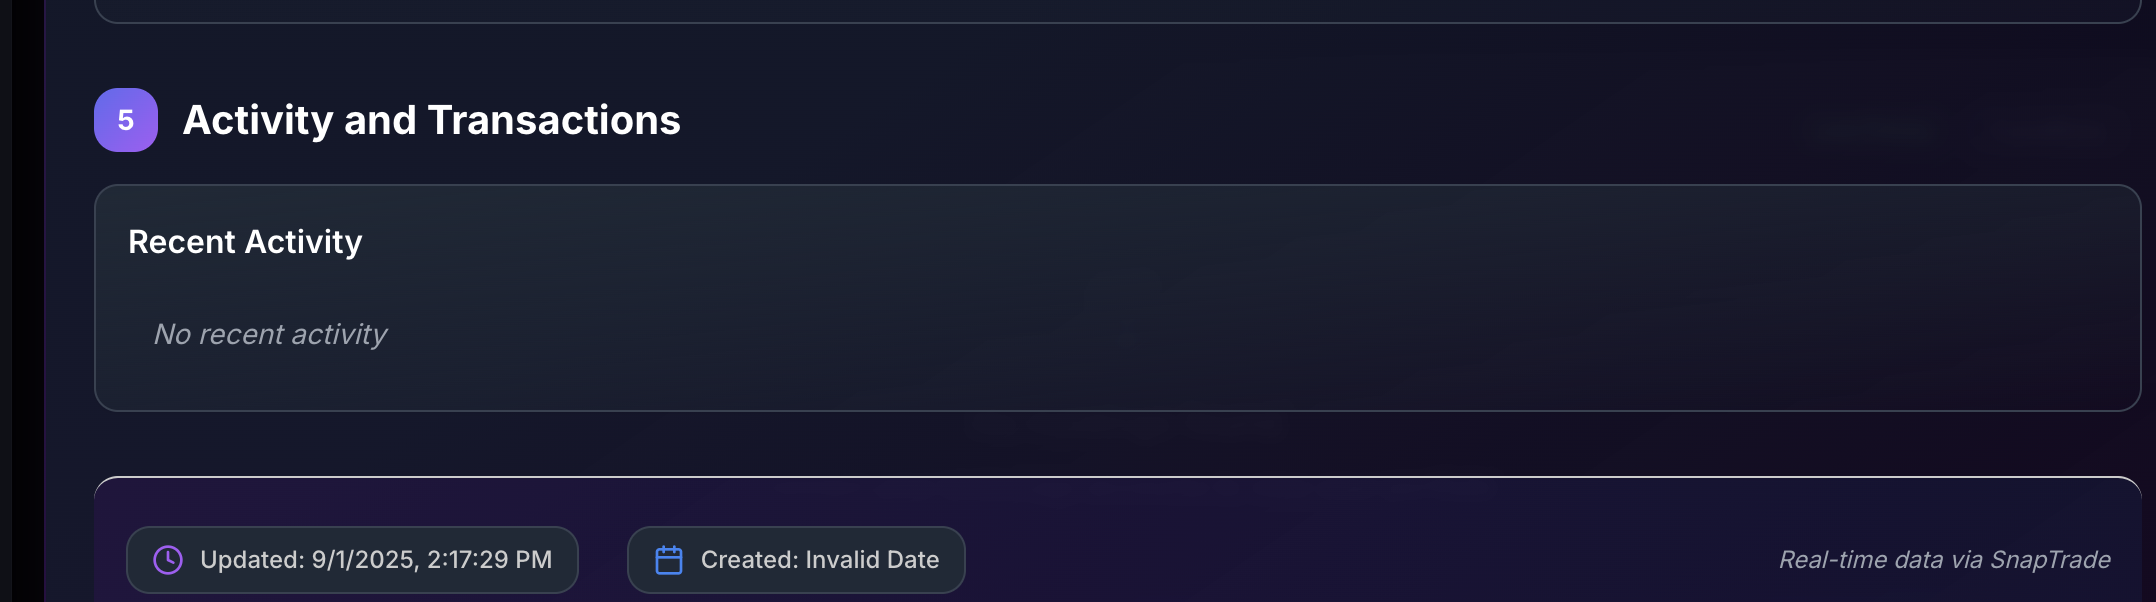 5 Activity and Transactions
Recent Activity
No recent activity
Updated: 9/1/2025, 2:17:29 PM Created: Invalid Date Real-time data via SnapTrade